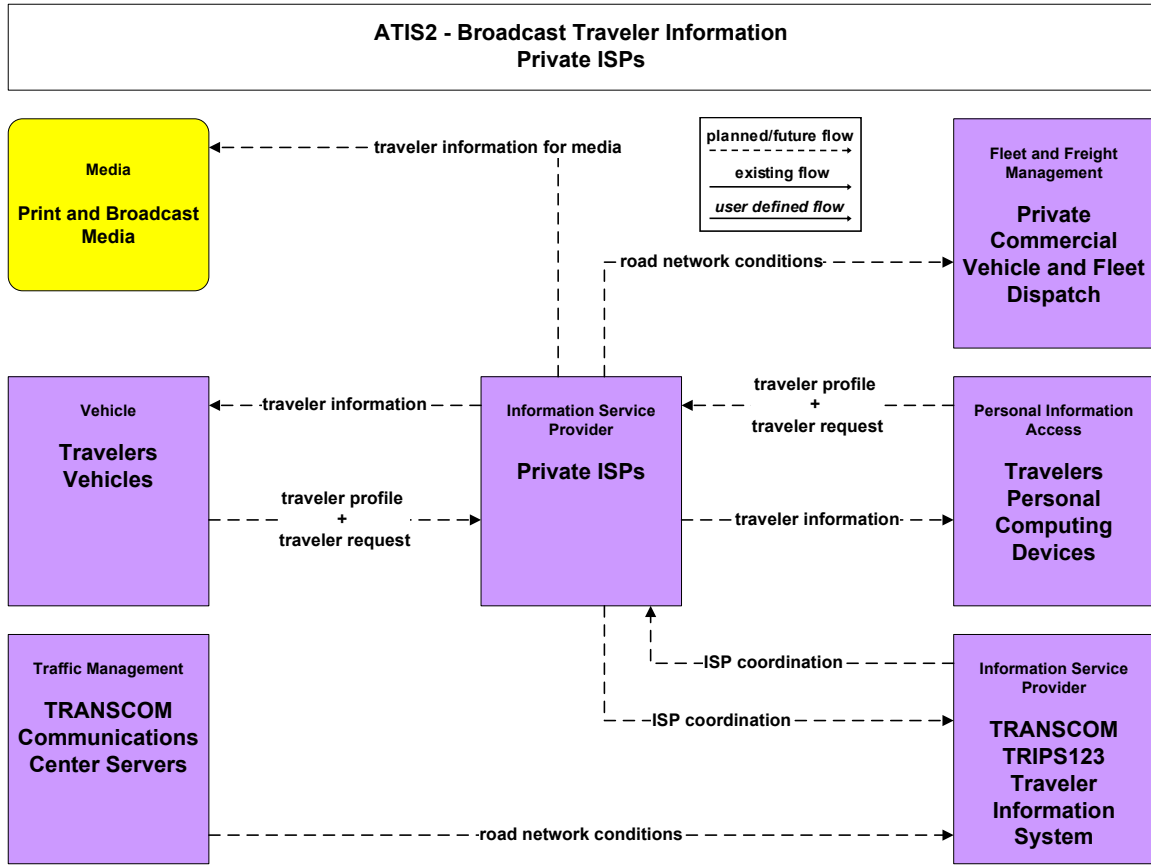 ATIS2 - Broadcast Traveler Information
Private ISPs
Media
Print and Broadcast
Media
traveler information for media
planned/future flow
existing flow
user defined flow
Fleet and Freight
Management
Private
Commercial
Vehicle and Fleet
Dispatch
road network conditions
Vehicle
Travelers
Vehicles
traveler information
traveler profile
+
traveler request
Information Service
Provider
Private ISPs
traveler profile
+
traveler request
traveler information
Personal Information
Access
Travelers
Personal
Computing
Devices
Traffic Management
TRANSCOM
Communications
Center Servers
ISP coordination
ISP coordination
road network conditions
Information Service
Provider
TRANSCOM
TRIPS123
Traveler
Information
System